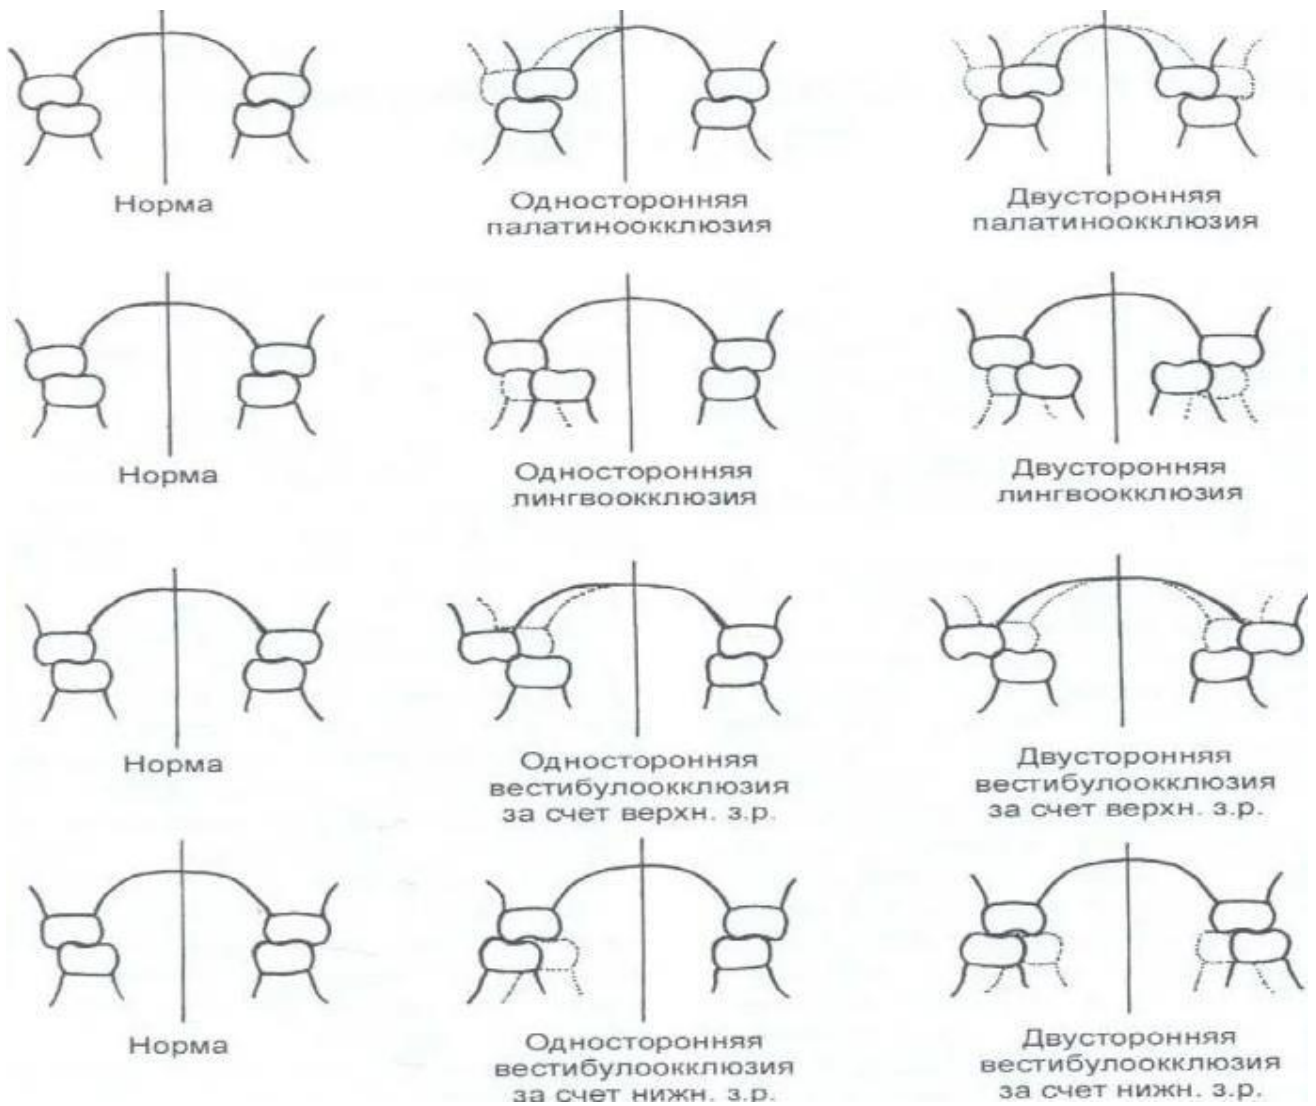 Норма
Односторонняя
палатиноокклюзия
Двусторонняя
палатиноокклюзия
Норма
Односторонняя
лингвоокклюзия
Двусторонняя
лингвоокклюзия
Норма
Односторонняя
вестибулоокклюзия
за счет верхн. з.р.
Двусторонняя
вестибулоокклюзия
за счет верхн. з.р.
Норма
Односторонняя
вестибулоокклюзия
за счет нижн. з.р.
Двусторонняя
вестибулоокклюзия
за счет нижн. з.р.